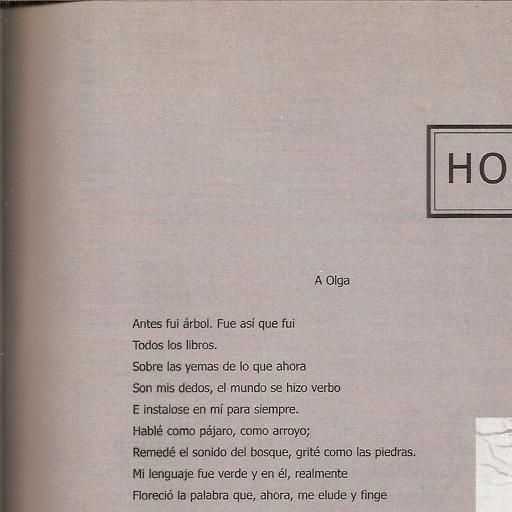 HO
A Olga
Antes fui árbol. Fue así que fui
Todos los libros.
Sobre las yemas de lo que ahora
Son mis dedos, el mundo se hizo verbo
E instalose en mí para siempre.
Hablé como pájaro, como arroyo;
Remedé el sonido del bosque, grité como las piedras.
Mi lenguaje fue verde y en él, realmente
Floreció la palabra que, ahora, me elude y finge